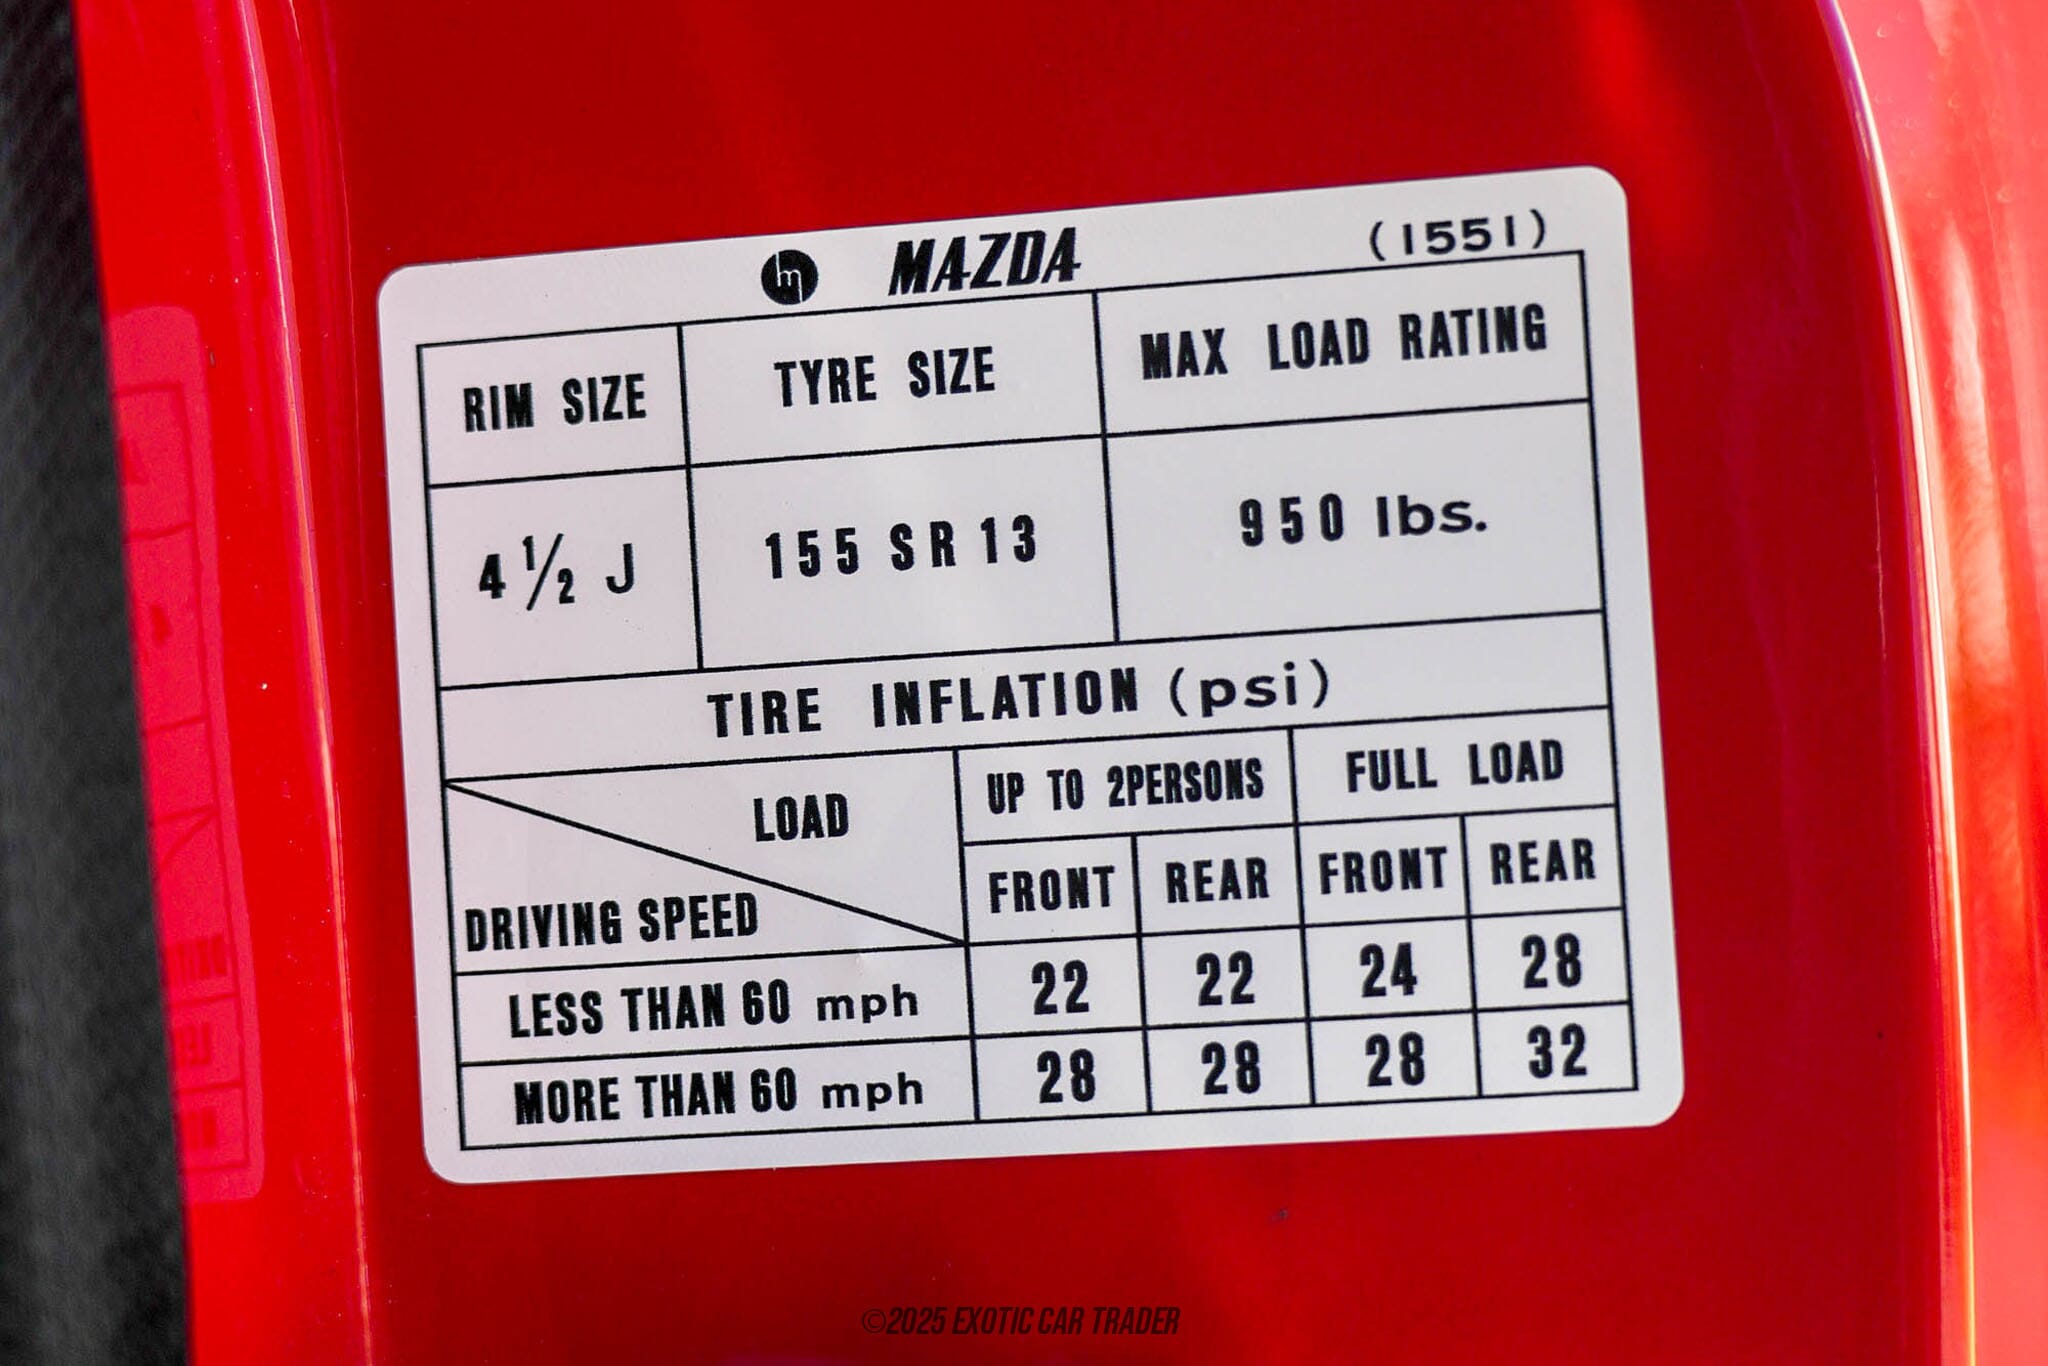 m MAZDA (1551)
RIM SIZE TYRE SIZE MAX LOAD RATING
4 1/2 J 155 SR 13 950 lbs.
TIRE INFLATION (psi)
LOAD UP TO 2PERSONS FULL LOAD
DRIVING SPEED FRONT REAR FRONT REAR
LESS THAN 60 mph 22 22 24 28
MORE THAN 60 mph 28 28 28 32
©2025 EXOTIC CAR TRADER